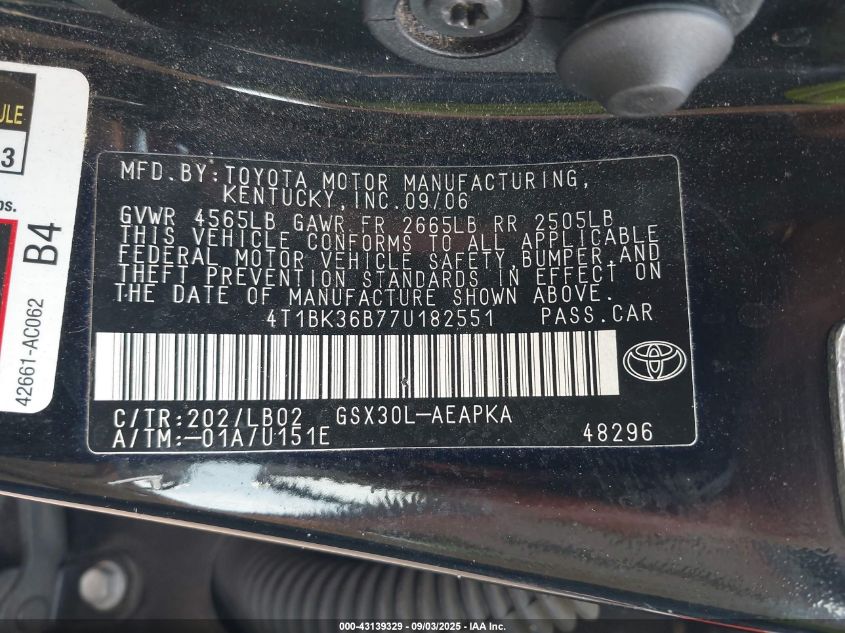 ULE
3
bs.
B4
42661-AC062
MFD.BY:TOYOTA MOTOR MANUFACTURING,
KENTUCKY,INC.09/06
GVWR 4565LB GAWR FR 2665LB RR 2505LB
THIS VEHICLE CONFORMS TO ALL APPLICABLE
FEDERAL MOTOR VEHICLE SAFETY,BUMPER,AND
THEFT PREVENTION STANDARDS IN EFFECT ON
THE DATE OF MANUFACTURE SHOWN ABOVE.
4T1BK36B77U182551 PASS.CAR
C/TR:202/LB02 GSX30L-AEAPKA
A/TM:-01A/U151E 48296
000-43139329 - 09/03/2025 - IAA, Inc.